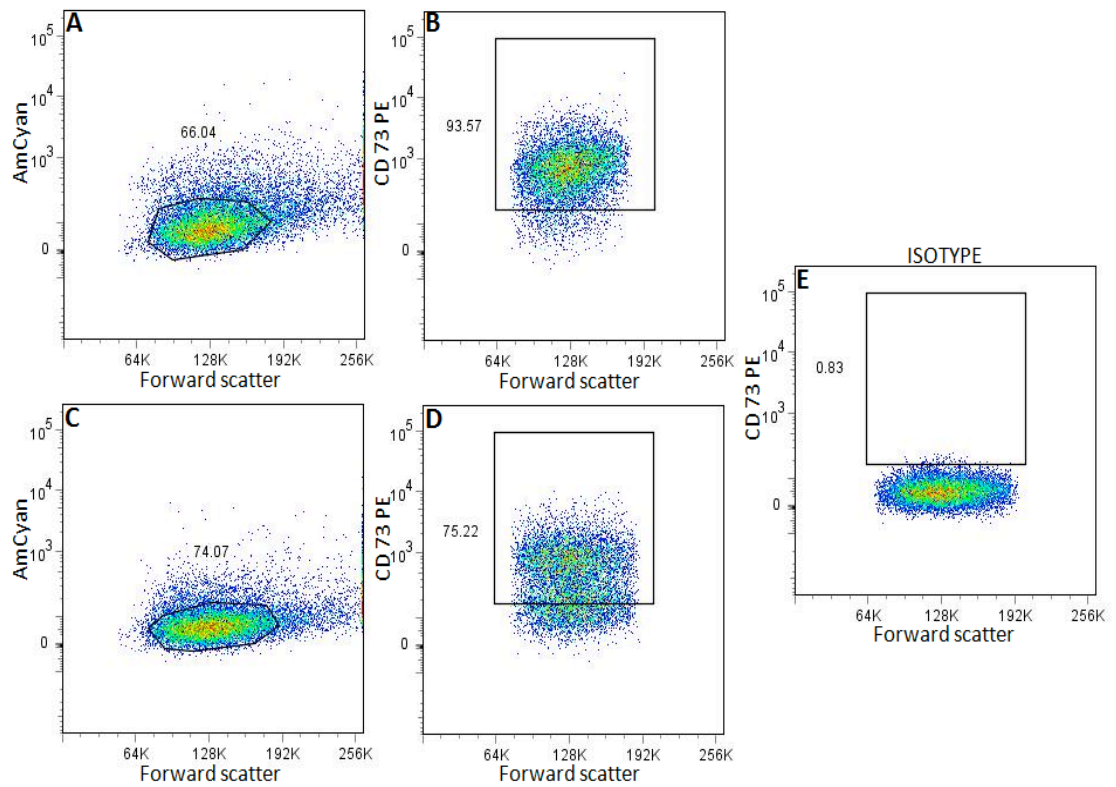 A
AmCyan
10^5
10^4
10^3
0
66.04
64K 128K 192K 256K
Forward scatter
B
CD 73 PE
10^5
10^4
10^3
0
93.57
64K 128K 192K 256K
Forward scatter
C
AmCyan
10^5
10^4
10^3
0
74.07
64K 128K 192K 256K
Forward scatter
D
CD 73 PE
10^5
10^4
10^3
0
75.22
64K 128K 192K 256K
Forward scatter
ISOTYPE
E
CD 73 PE
10^5
10^4
10^3
0
0.83
64K 128K 192K 256K
Forward scatter